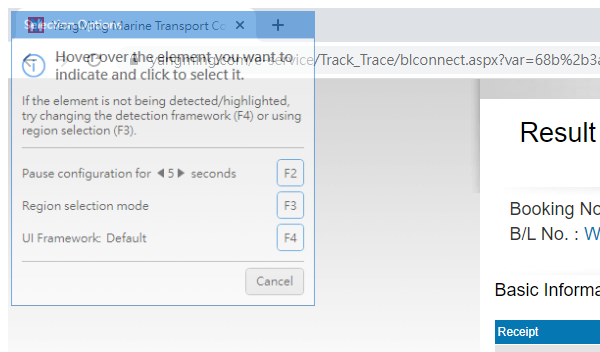 Selection Options
Yang Ming Marine Transport Co
Hover over the element you want to
indicate and click to select it.
yangming.com/e-service/Track_Trace/blconnect.aspx?var=68b%2b3a
If the element is not being detected/highlighted,
try changing the detection framework (F4) or using
region selection (F3).
Pause configuration for 5 seconds F2
Region selection mode F3
UI Framework: Default F4
Cancel
Result
Booking No
B/L No. : W
Basic Informa
Receipt